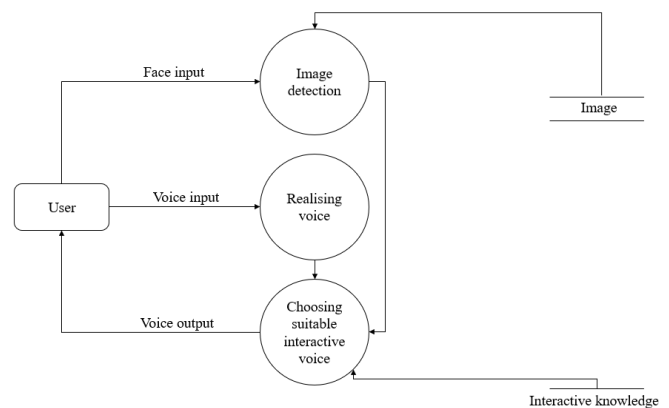 Face input
Image
detection
Image
User
Voice input
Realising
voice
Voice output
Choosing
suitable
interactive
voice
Interactive knowledge